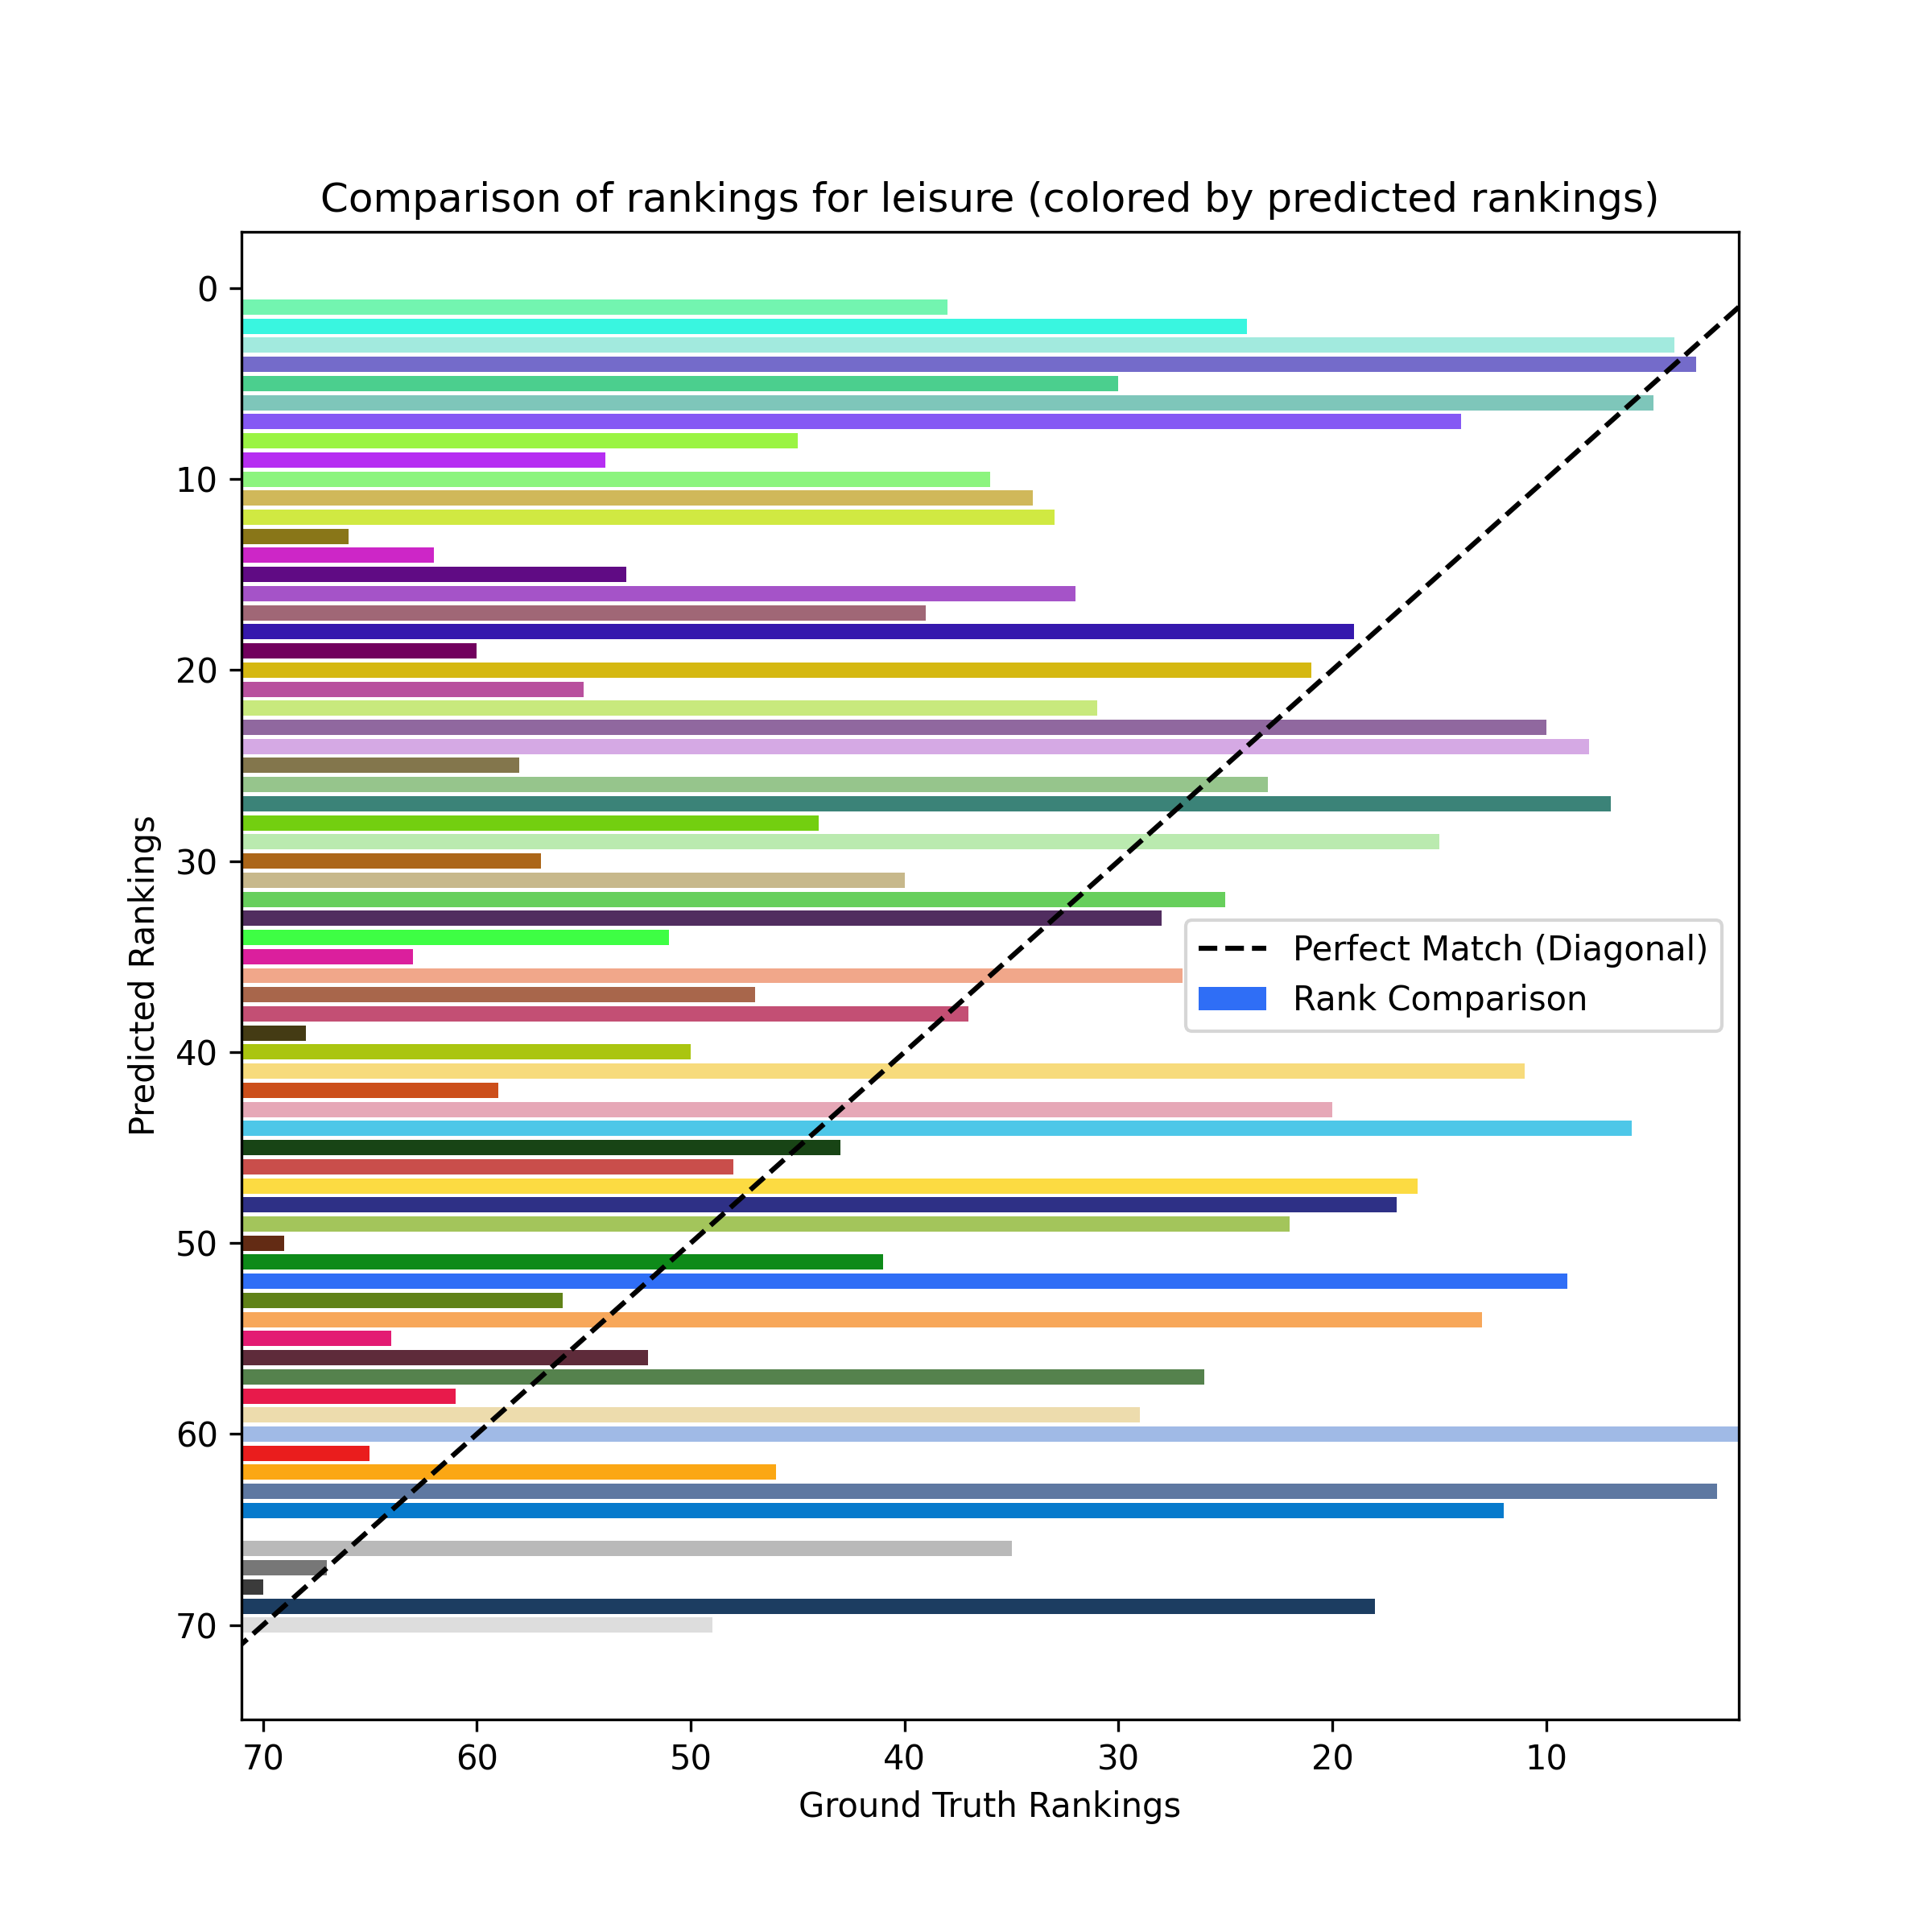 Comparison of rankings for leisure (colored by predicted rankings)
0
10
20
30
40
50
60
70
Predicted Rankings
Perfect Match (Diagonal)
Rank Comparison
70 60 50 40 30 20 10
Ground Truth Rankings